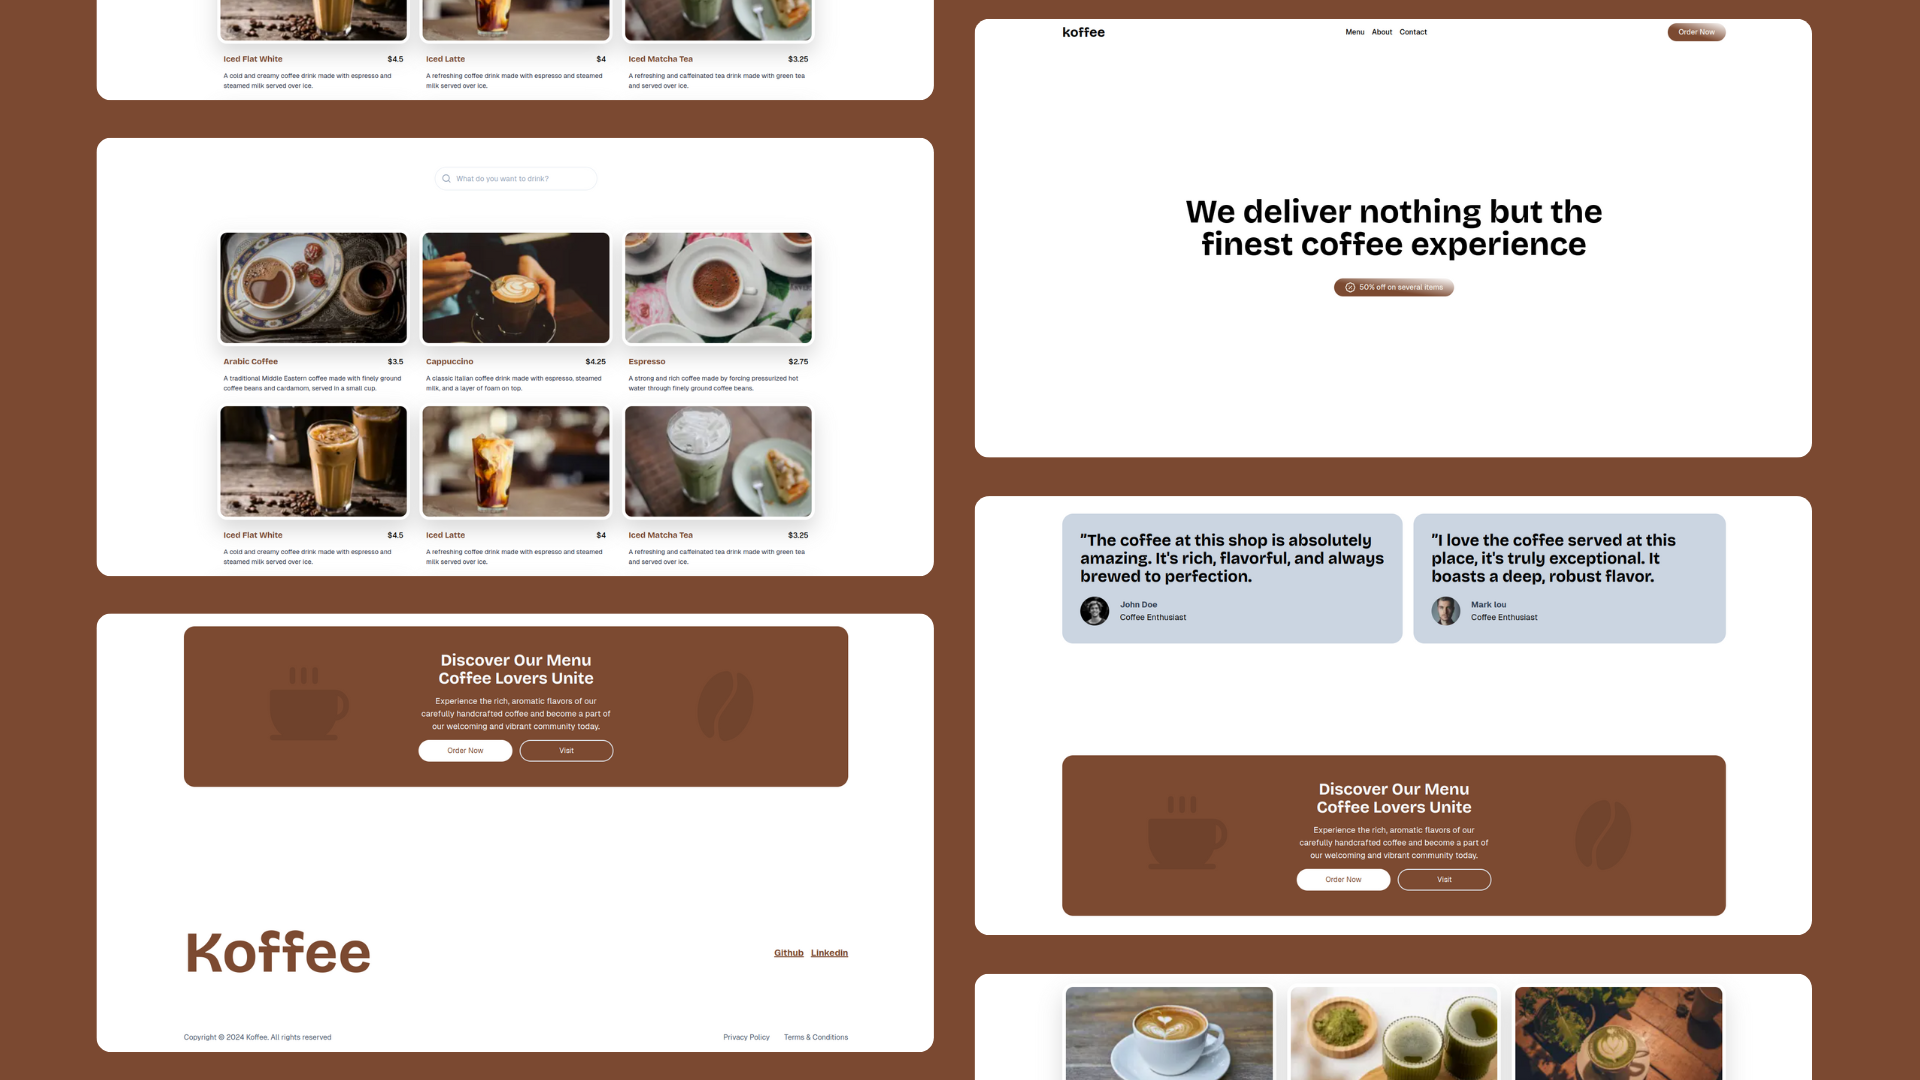 Iced Flat White $4.5
A cold and creamy coffee drink made with espresso and
steamed milk served over ice.
Iced Latte $4
A refreshing coffee drink made with espresso and steamed
milk served over ice.
Iced Matcha Tea $3.25
A refreshing and caffeinated tea drink made with green tea
and served over ice.
What do you want to drink?
Arabic Coffee $3.5
A traditional Middle Eastern coffee made with finely ground
coffee beans and cardamom, served in a small cup.
Cappuccino $4.25
A classic Italian coffee drink made with espresso, steamed
milk, and a layer of foam on top.
Espresso $2.75
A strong and rich coffee made by forcing pressurized hot
water through finely ground coffee beans.
Iced Flat White $4.5
A cold and creamy coffee drink made with espresso and
steamed milk served over ice.
Iced Latte $4
A refreshing coffee drink made with espresso and steamed
milk served over ice.
Iced Matcha Tea $3.25
A refreshing and caffeinated tea drink made with green tea
and served over ice.
Discover Our Menu
Coffee Lovers Unite
Experience the rich, aromatic flavors of our
carefully handcrafted coffee and become a part of
our welcoming and vibrant community today.
Order Now Visit
Koffee
Github Linkedin
Copyright © 2024 Koffee. All rights reserved
Privacy Policy Terms & Conditions
koffee
Menu About Contact
Order Now
We deliver nothing but the
finest coffee experience
50% off on several items
"The coffee at this shop is absolutely
amazing. It's rich, flavorful, and always
brewed to perfection.
John Doe
Coffee Enthusiast
"I love the coffee served at this
place, it's truly exceptional. It
boasts a deep, robust flavor.
Mark lou
Coffee Enthusiast
Discover Our Menu
Coffee Lovers Unite
Experience the rich, aromatic flavors of our
carefully handcrafted coffee and become a part of
our welcoming and vibrant community today.
Order Now Visit